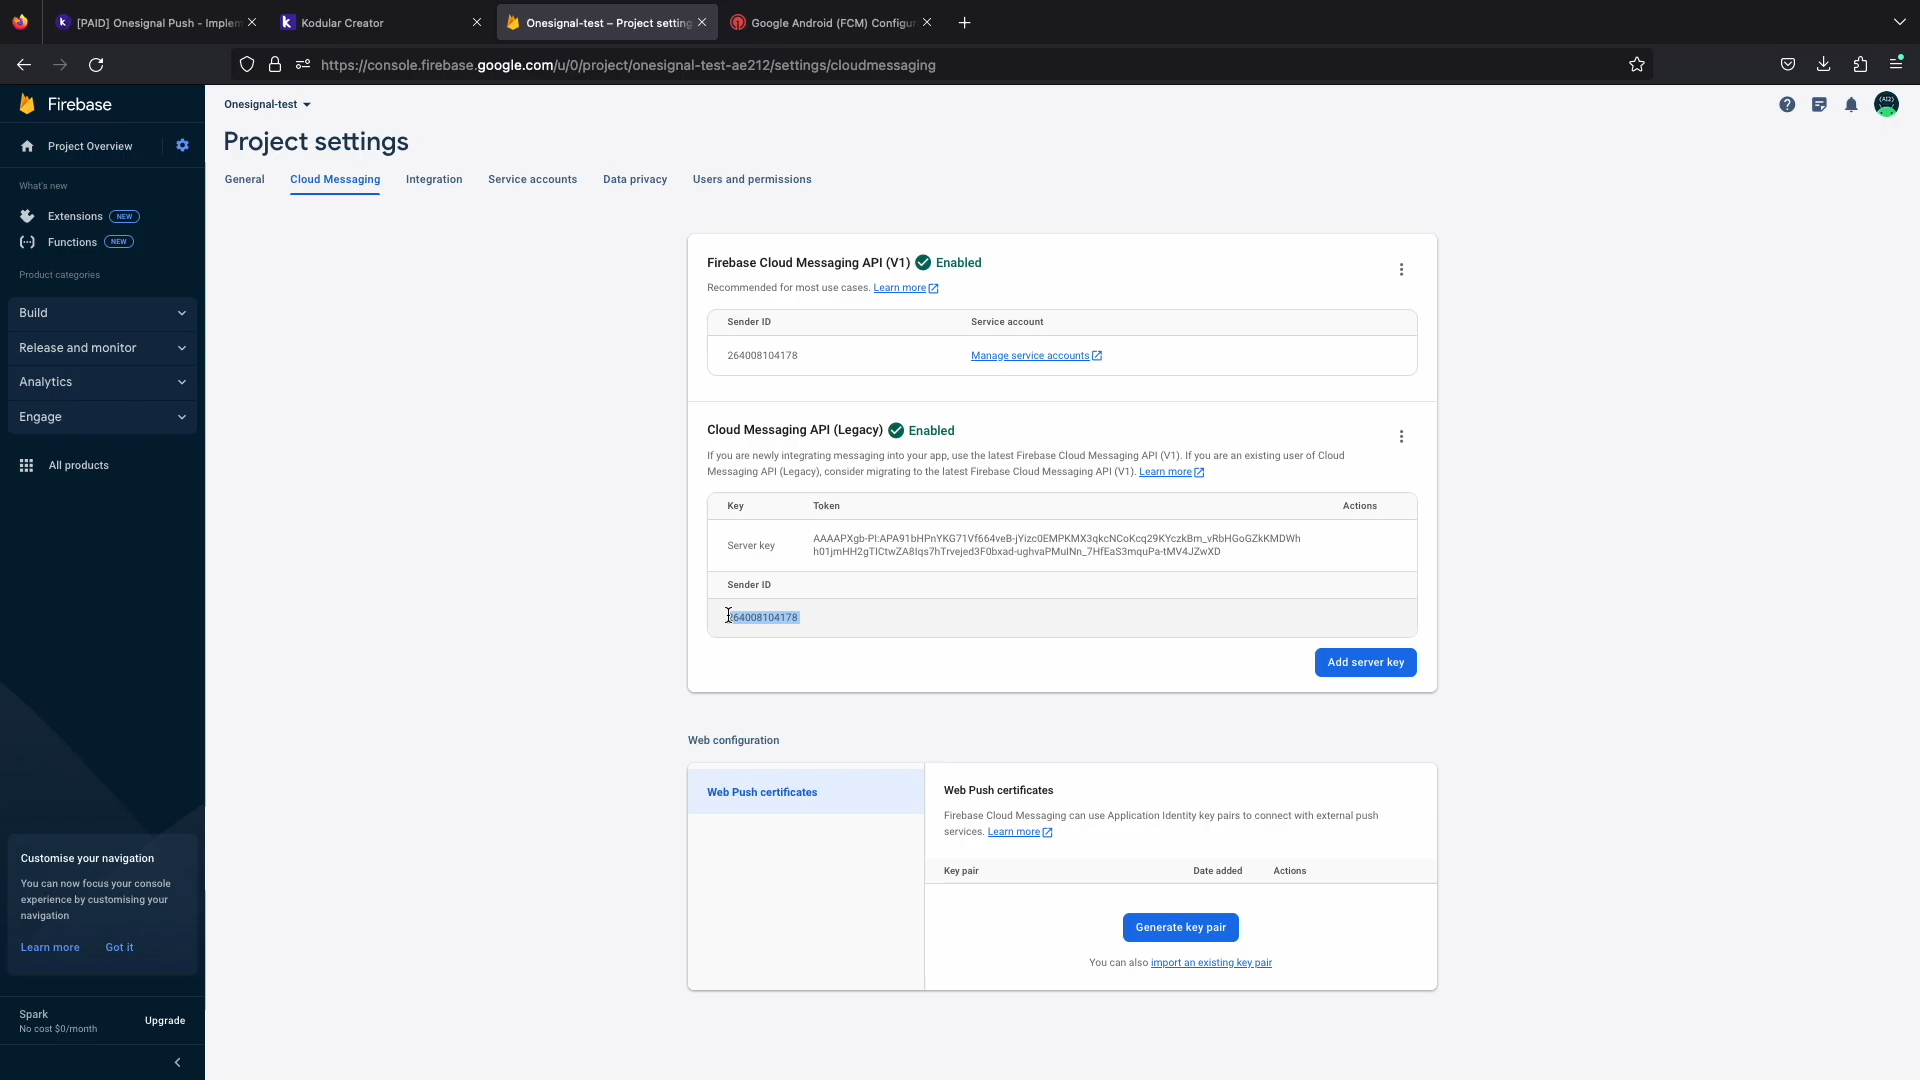 [PAID] Onesignal Push - Implem
Kodular Creator
Onesignal-test – Project setting
Google Android (FCM) Configur
https://console.firebase.google.com/u/0/project/onesignal-test-ae212/settings/cloudmessaging
Firebase
Project Overview
What's new
Extensions NEW
Functions NEW
Product categories
Build
Release and monitor
Analytics
Engage
All products
Customise your navigation
You can now focus your console
experience by customising your
navigation
Learn more Got it
Spark
No cost $0/month
Upgrade
Onesignal-test
Project settings
General Cloud Messaging Integration Service accounts Data privacy Users and permissions
Firebase Cloud Messaging API (V1) Enabled
Recommended for most use cases. Learn more
Sender ID Service account
264008104178 Manage service accounts
Cloud Messaging API (Legacy) Enabled
If you are newly integrating messaging into your app, use the latest Firebase Cloud Messaging API (V1). If you are an existing user of Cloud
Messaging API (Legacy), consider migrating to the latest Firebase Cloud Messaging API (V1). Learn more
Key Token Actions
Server key
AAAAPXgb-PI:APA91bHPnYKG71Vf664veB-jYizc0EMPKMX3qkcNCoKcq29KYczkBm_vRbHGoGZkKMDWh
h01jmHH2gTICtwZA8Iqs7hTrvejed3F0bxad-ughvaPMuINn_7HfEaS3mquPa-tMV4JZwXD
Sender ID
264008104178
Add server key
Web configuration
Web Push certificates
Web Push certificates
Firebase Cloud Messaging can use Application Identity key pairs to connect with external push
services. Learn more
Key pair Date added Actions
Generate key pair
You can also import an existing key pair